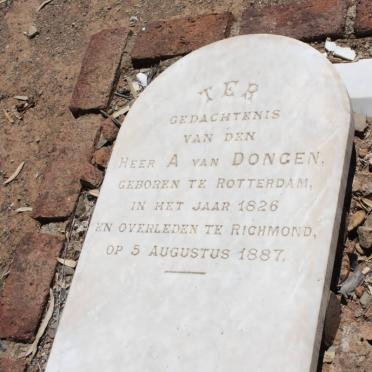 TER
GEDACHTENIS
VAN DEN
HEER A VAN DONGEN,
GEBOREN TE ROTTERDAM,
IN HET JAAR 1826
EN OVERLEDEN TE RICHMOND,
OP 5 AUGUSTUS 1887.